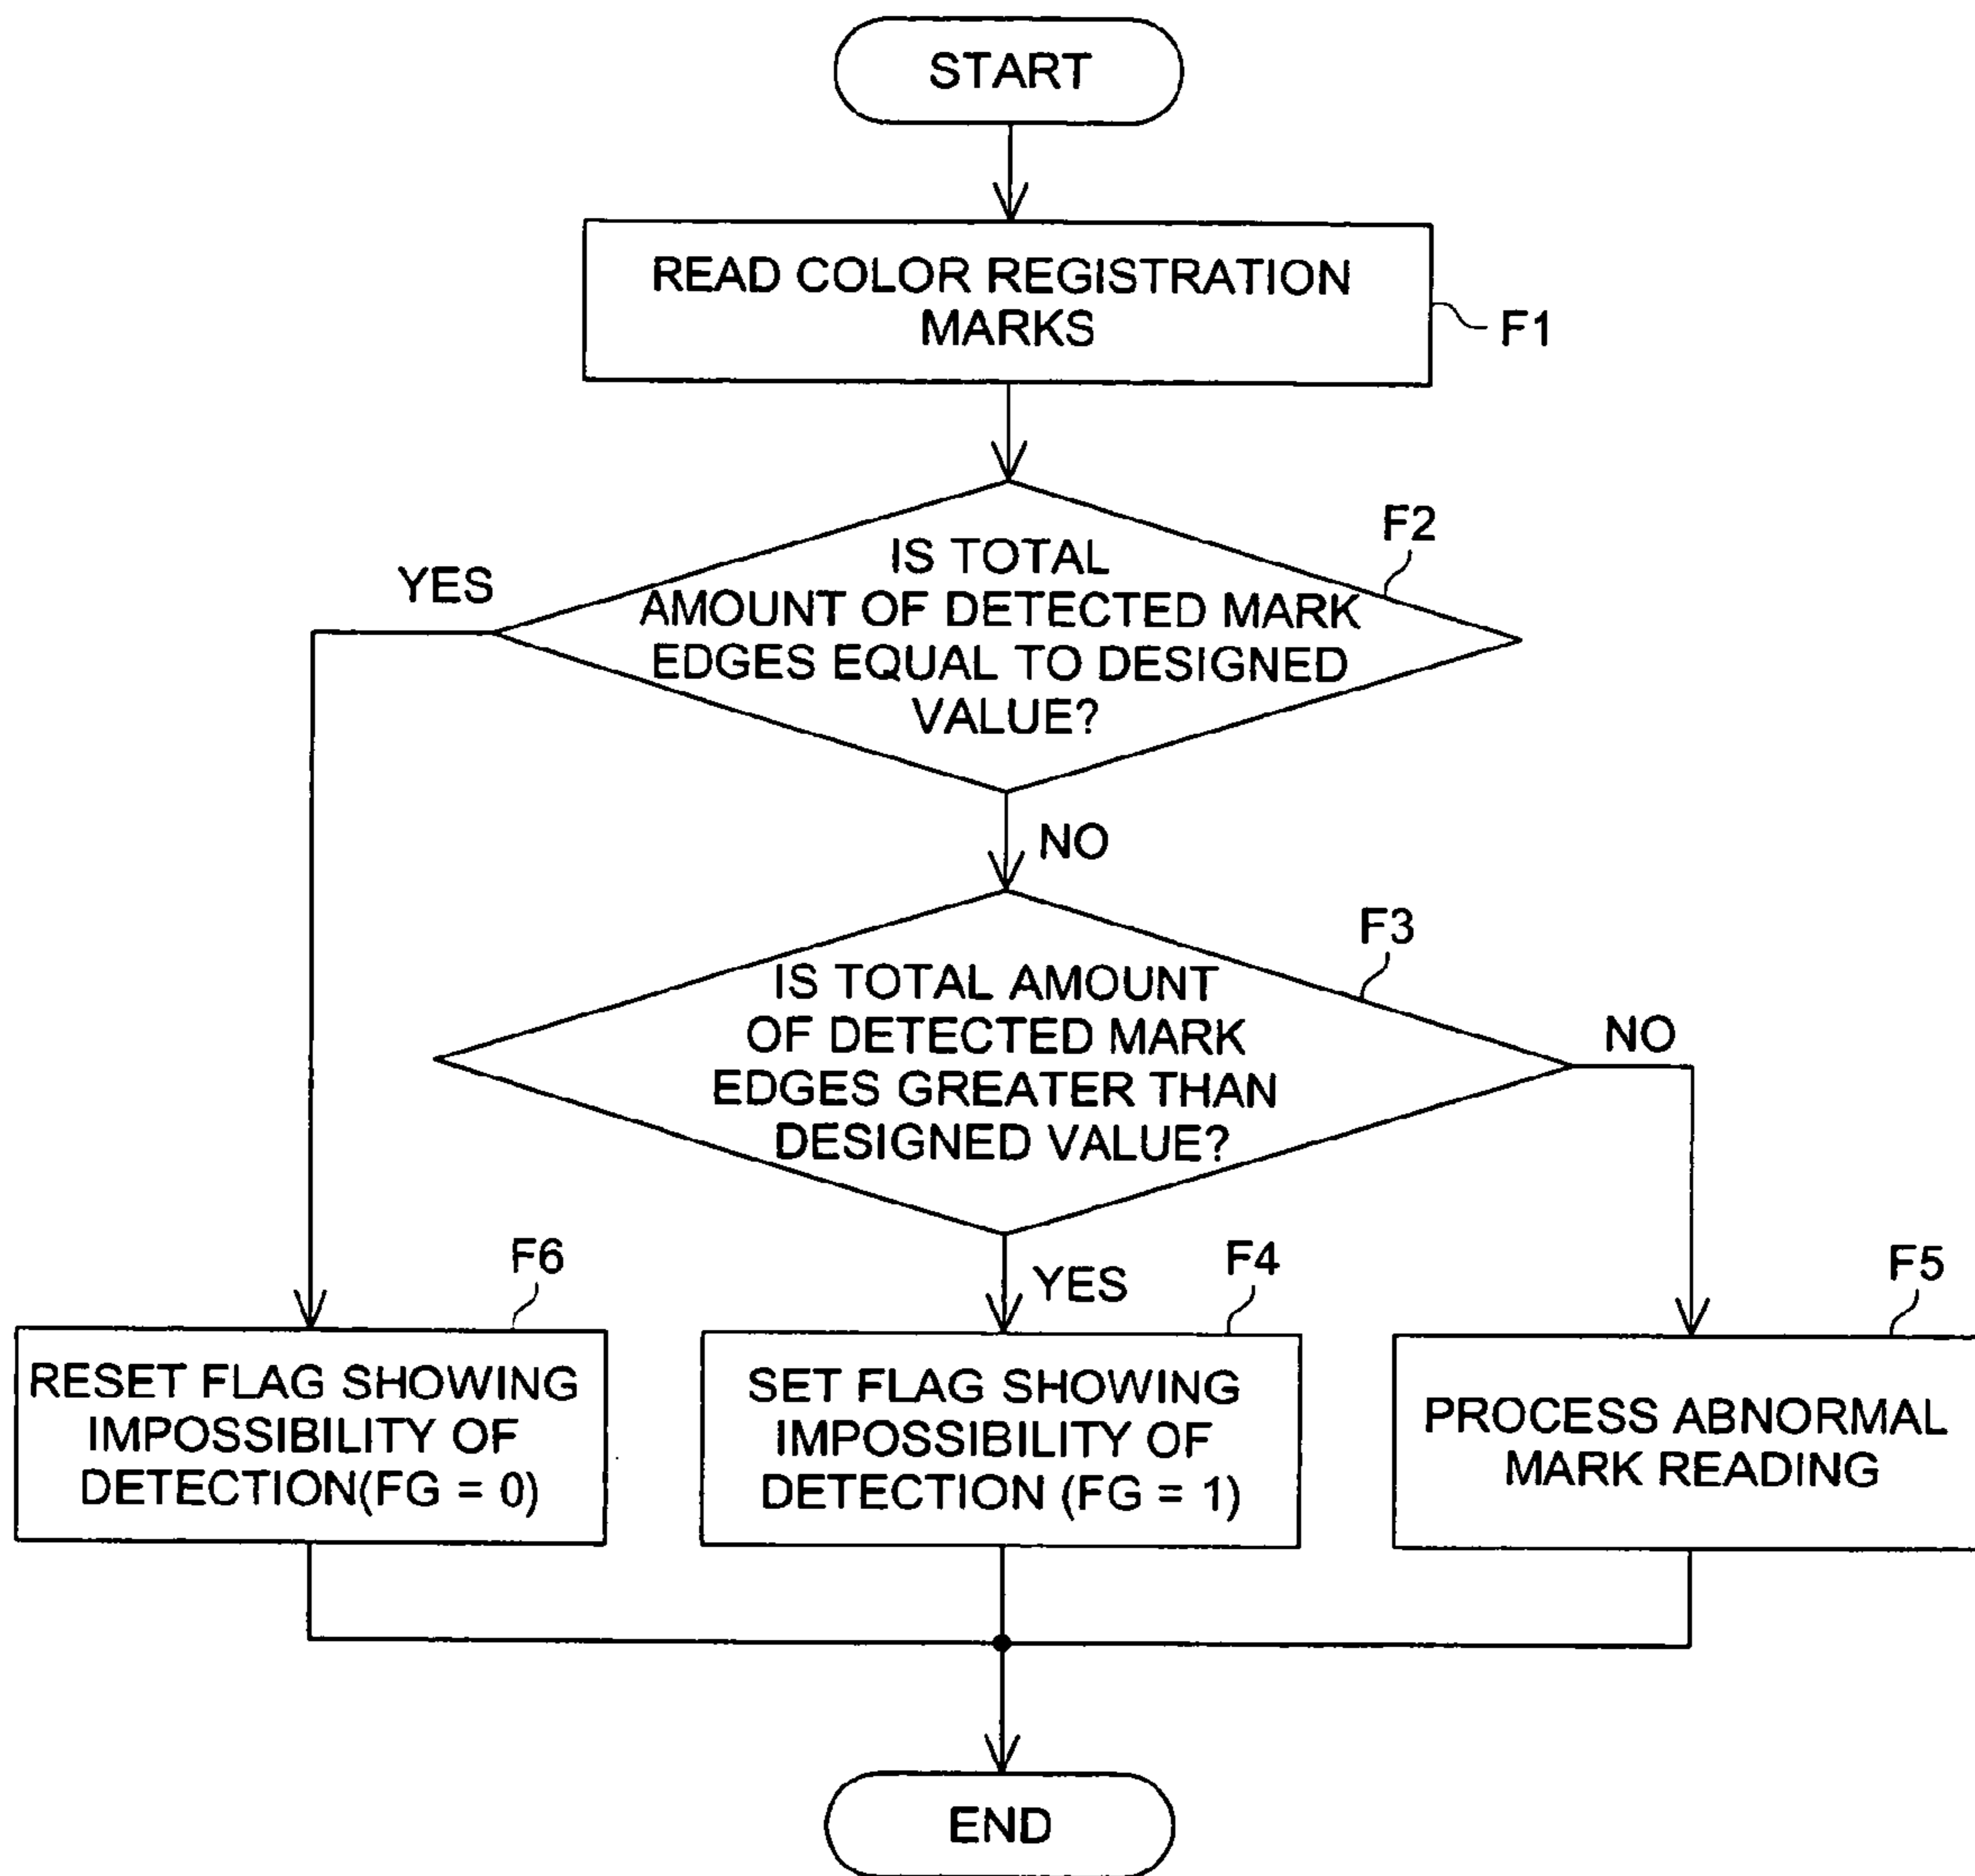 START
READ COLOR REGISTRATION
MARKS
F1
F2
IS TOTAL
AMOUNT OF DETECTED MARK
EDGES EQUAL TO DESIGNED
VALUE?
YES
NO
F3
IS TOTAL AMOUNT
OF DETECTED MARK
EDGES GREATER THAN
DESIGNED VALUE?
NO
YES
F6
RESET FLAG SHOWING
IMPOSSIBILITY OF
DETECTION(FG = 0)
F4
SET FLAG SHOWING
IMPOSSIBILITY OF
DETECTION (FG = 1)
F5
PROCESS ABNORMAL
MARK READING
END